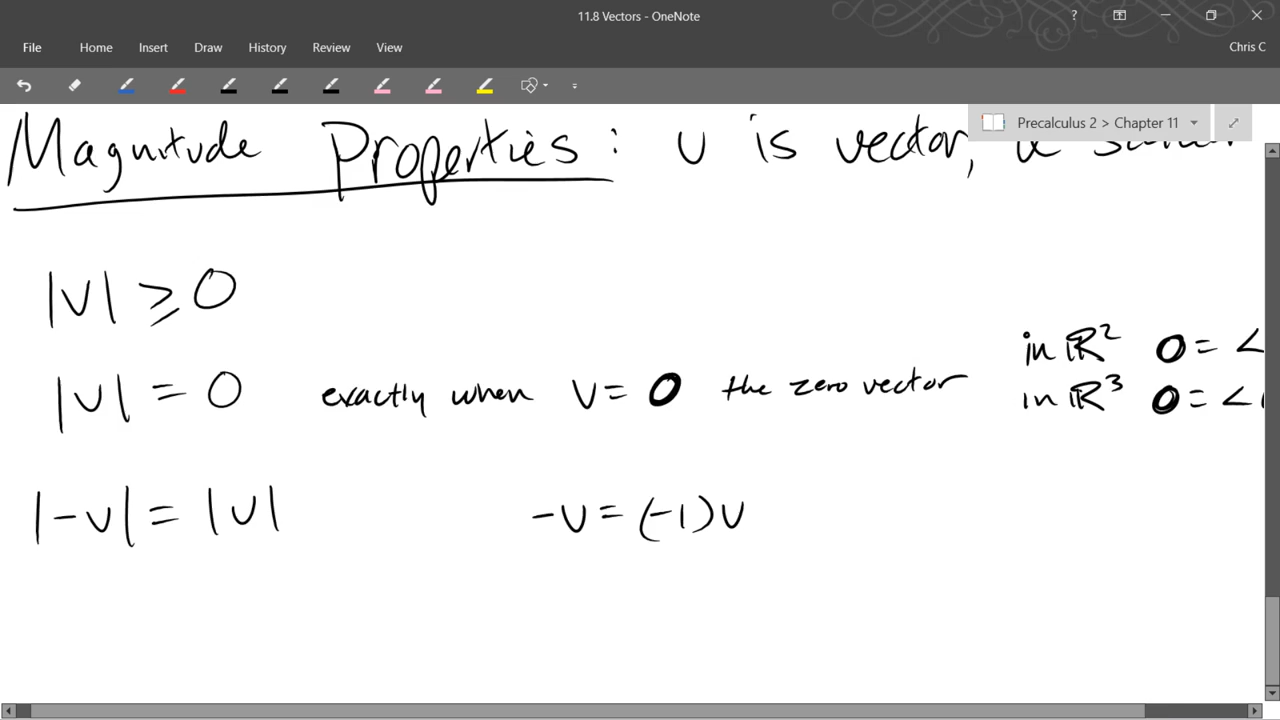 11.8 Vectors - OneNote
?
File Home Insert Draw History Review View Chris C
Precalculus 2 > Chapter 11
Magnitude Properties: v is vector,
|v| ≥ 0
in ℝ² 0 = <
|v| = 0 exactly when v = 0 the zero vector
in ℝ³ 0 = <
|-v| = |v| -v = (-1)v